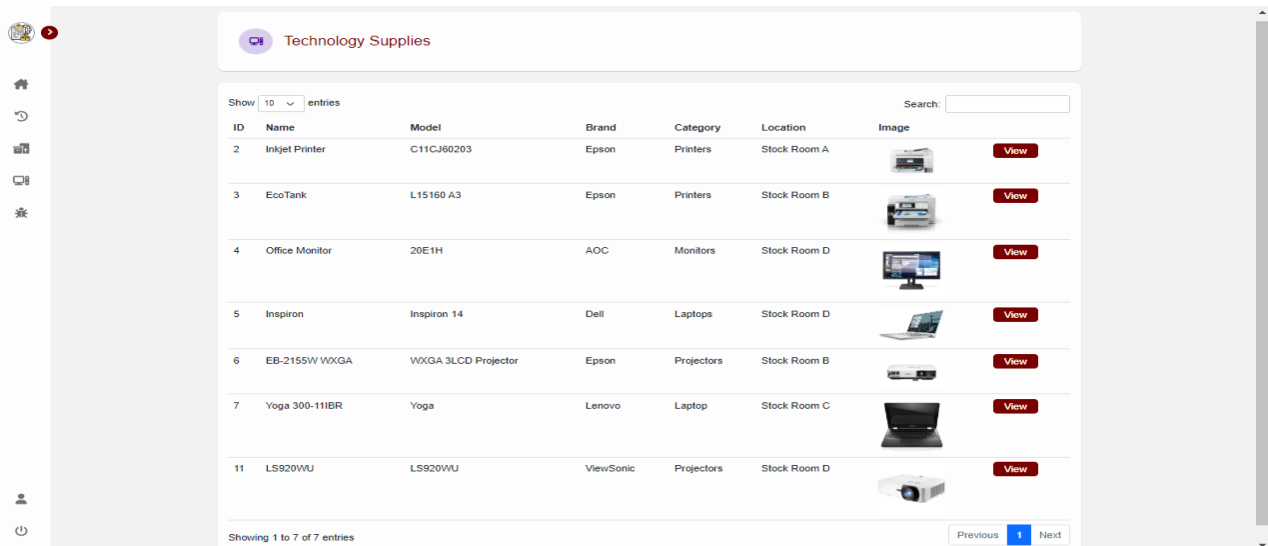 Technology Supplies
Show 10 entries Search:
ID Name Model Brand Category Location Image
2 Inkjet Printer C11CJ60203 Epson Printers Stock Room A View
3 EcoTank L15160 A3 Epson Printers Stock Room B View
4 Office Monitor 20E1H AOC Monitors Stock Room D View
5 Inspiron Inspiron 14 Dell Laptops Stock Room D View
6 EB-2155W WXGA WXGA 3LCD Projector Epson Projectors Stock Room B View
7 Yoga 300-11IBR Yoga Lenovo Laptop Stock Room C View
11 LS920WU LS920WU ViewSonic Projectors Stock Room D View
Showing 1 to 7 of 7 entries Previous 1 Next